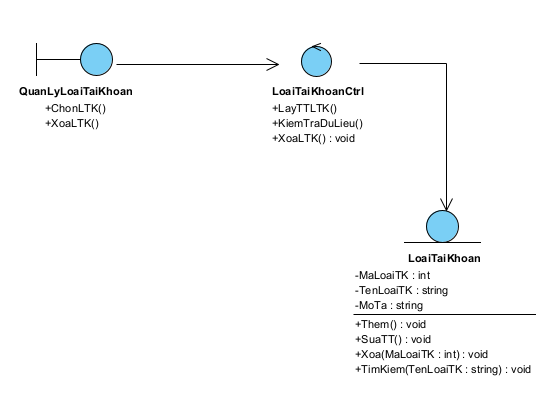 QuanLyLoaiTaiKhoan
+ChonLTK()
+XoaLTK()
LoaiTaiKhoanCtrl
+LayTTLTK()
+KiemTraDuLieu()
+XoaLTK() : void
LoaiTaiKhoan
-MaLoaiTK : int
-TenLoaiTK : string
-MoTa : string
+Them() : void
+SuaTT() : void
+Xoa(MaLoaiTK : int) : void
+TimKiem(TenLoaiTK : string) : void